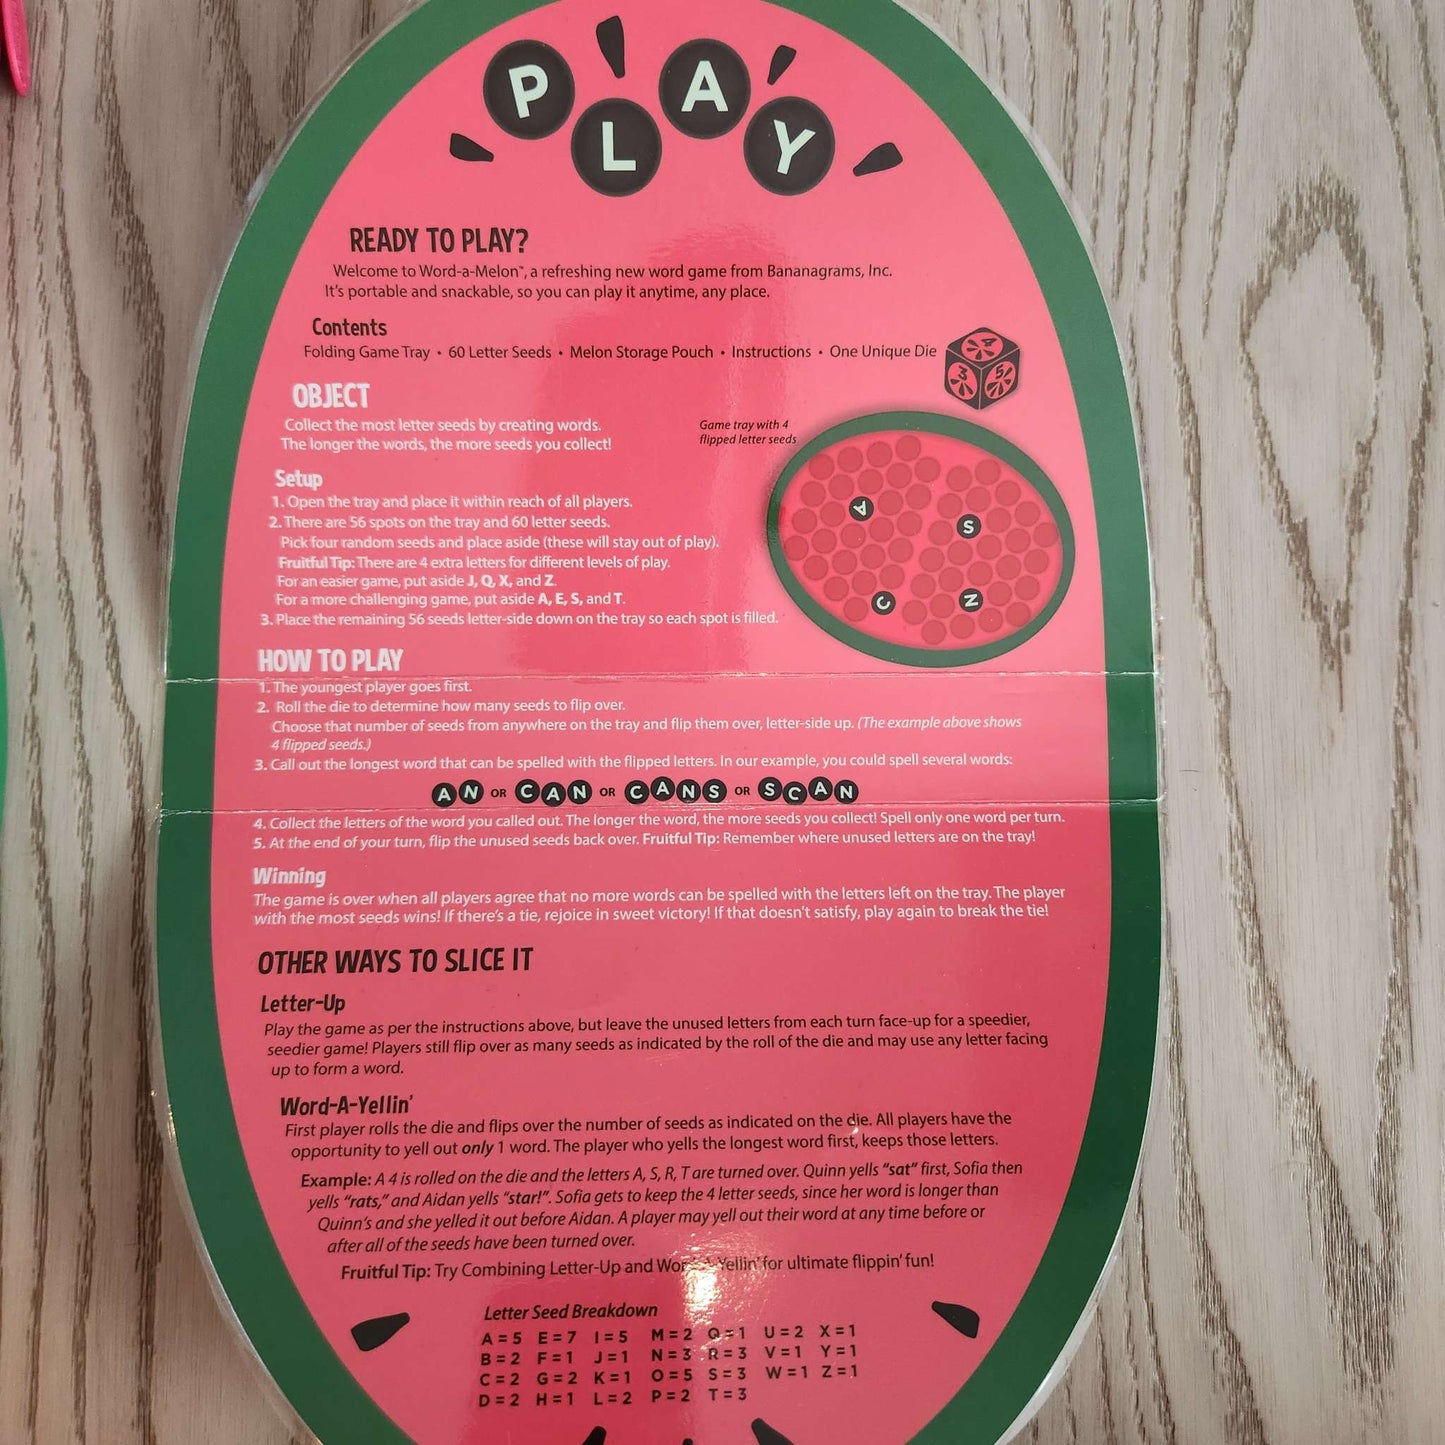 PLAY
READY TO PLAY?
Welcome to Word-a-Melon™, a refreshing new word game from Bananagrams, Inc.
It's portable and snackable, so you can play it anytime, any place.
Contents
Folding Game Tray • 60 Letter Seeds • Melon Storage Pouch • Instructions • One Unique Die
4
3 5
OBJECT
Collect the most letter seeds by creating words.
The longer the words, the more seeds you collect!
Game tray with 4
flipped letter seeds
A
S
C
N
Setup
1. Open the tray and place it within reach of all players.
2. There are 56 spots on the tray and 60 letter seeds.
Pick four random seeds and place aside (these will stay out of play).
Fruitful Tip: There are 4 extra letters for different levels of play.
For an easier game, put aside J, Q, X, and Z.
For a more challenging game, put aside A, E, S, and T.
3. Place the remaining 56 seeds letter-side down on the tray so each spot is filled.
HOW TO PLAY
1. The youngest player goes first.
2. Roll the die to determine how many seeds to flip over.
Choose that number of seeds from anywhere on the tray and flip them over, letter-side up. (The example above shows
4 flipped seeds.)
3. Call out the longest word that can be spelled with the flipped letters. In our example, you could spell several words:
AN OR CAN OR CANS OR SCAN
4. Collect the letters of the word you called out. The longer the word, the more seeds you collect! Spell only one word per turn.
5. At the end of your turn, flip the unused seeds back over. Fruitful Tip: Remember where unused letters are on the tray!
Winning
The game is over when all players agree that no more words can be spelled with the letters left on the tray. The player
with the most seeds wins! If there's a tie, rejoice in sweet victory! If that doesn't satisfy, play again to break the tie!
OTHER WAYS TO SLICE IT
Letter-Up
Play the game as per the instructions above, but leave the unused letters from each turn face-up for a speedier,
seedier game! Players still flip over as many seeds as indicated by the roll of the die and may use any letter facing
up to form a word.
Word-A-Yellin'
First player rolls the die and flips over the number of seeds as indicated on the die. All players have the
opportunity to yell out only 1 word. The player who yells the longest word first, keeps those letters.
Example: A 4 is rolled on the die and the letters A, S, R, T are turned over. Quinn yells "sat" first, Sofia then
yells "rats," and Aidan yells "star!". Sofia gets to keep the 4 letter seeds, since her word is longer than
Quinn's and she yelled it out before Aidan. A player may yell out their word at any time before or
after all of the seeds have been turned over.
Fruitful Tip: Try Combining Letter-Up and Word-A-Yellin' for ultimate flippin' fun!
Letter Seed Breakdown
A=5 E=7 I=5 M=2 Q=1 U=2 X=1
B=2 F=1 J=1 N=3 R=3 V=1 Y=1
C=2 G=2 K=1 O=5 S=3 W=1 Z=1
D=2 H=1 L=2 P=2 T=3